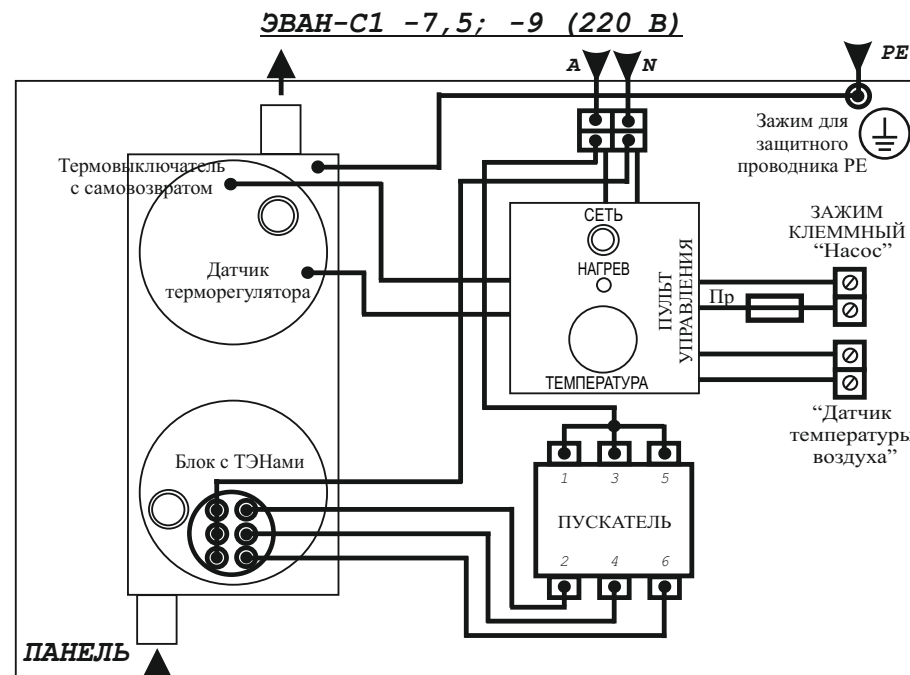 ЭВАН-С1 -7,5; -9 (220 В)
A
N
PE
Зажим для
защитного
проводника PE
Термовыключатель
с самовозвратом
Датчик
терморегулятора
СЕТЬ
НАГРЕВ
ТЕМПЕРАТУРА
ПУЛЬТ
УПРАВЛЕНИЯ
Пр
ЗАЖИМ
КЛЕММНЫЙ
“Насос”
“Датчик
температуры
воздуха”
Блок с ТЭНами
1 3 5
ПУСКАТЕЛЬ
2 4 6
ПАНЕЛЬ